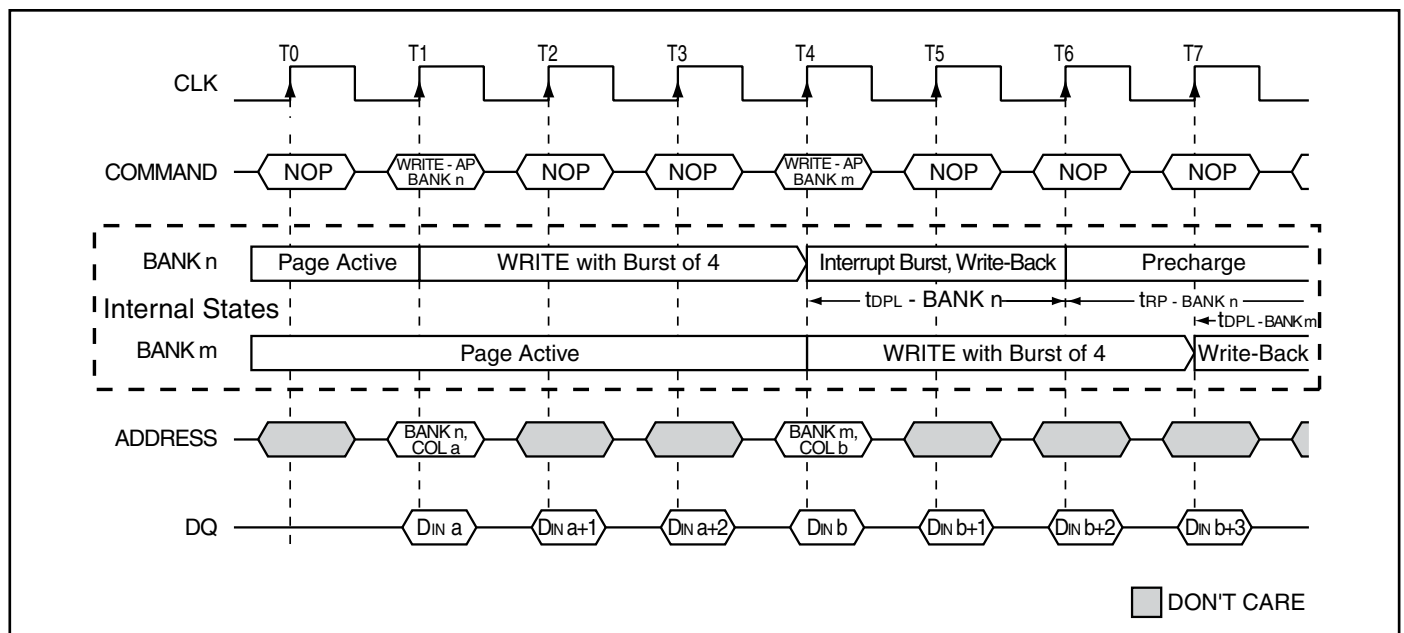 T0 T1 T2 T3 T4 T5 T6 T7
CLK
COMMAND NOP WRITE - AP BANK n NOP NOP WRITE - AP BANK m NOP NOP NOP
BANK n Page Active WRITE with Burst of 4 Interrupt Burst, Write-Back Precharge
tDPL - BANK n tRP - BANK n
Internal States
tDPL - BANK m
BANK m Page Active WRITE with Burst of 4 Write-Back
ADDRESS BANK n, COL a BANK m, COL b
DQ DIN a DIN a+1 DIN a+2 DIN b DIN b+1 DIN b+2 DIN b+3
DON'T CARE